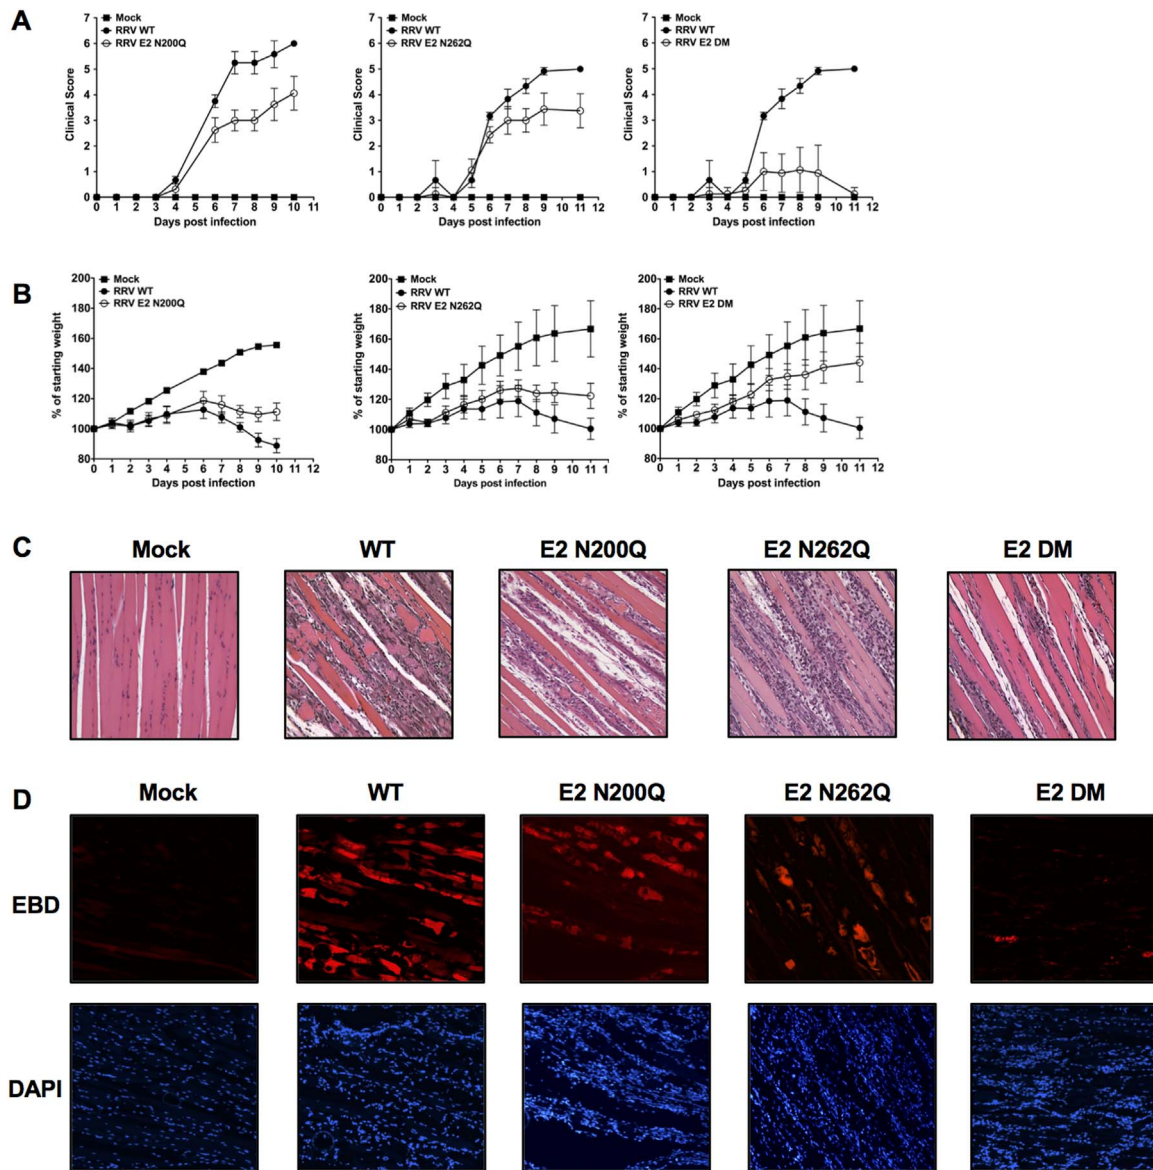 A
Mock
RRV WT
RRV E2 N200Q
Clinical Score
7
6
5
4
3
2
1
0
0 1 2 3 4 5 6 7 8 9 10 11
Days post infection
Mock
RRV WT
RRV E2 N262Q
Clinical Score
7
6
5
4
3
2
1
0
0 1 2 3 4 5 6 7 8 9 10 11 12
Days post infection
Mock
RRV WT
RRV E2 DM
Clinical Score
7
6
5
4
3
2
1
0
0 1 2 3 4 5 6 7 8 9 10 11 12
Days post infection
B
Mock
RRV WT
RRV E2 N200Q
% of starting weight
200
180
160
140
120
100
80
0 1 2 3 4 5 6 7 8 9 10 11 12
Days post infection
Mock
RRV WT
RRV E2 N262Q
% of starting weight
200
180
160
140
120
100
80
0 1 2 3 4 5 6 7 8 9 10 11 1
Days post infection
Mock
RRV WT
RRV E2 DM
% of starting weight
200
180
160
140
120
100
80
0 1 2 3 4 5 6 7 8 9 10 11 12
Days post infection
C
Mock WT E2 N200Q E2 N262Q E2 DM
D
Mock WT E2 N200Q E2 N262Q E2 DM
EBD
DAPI